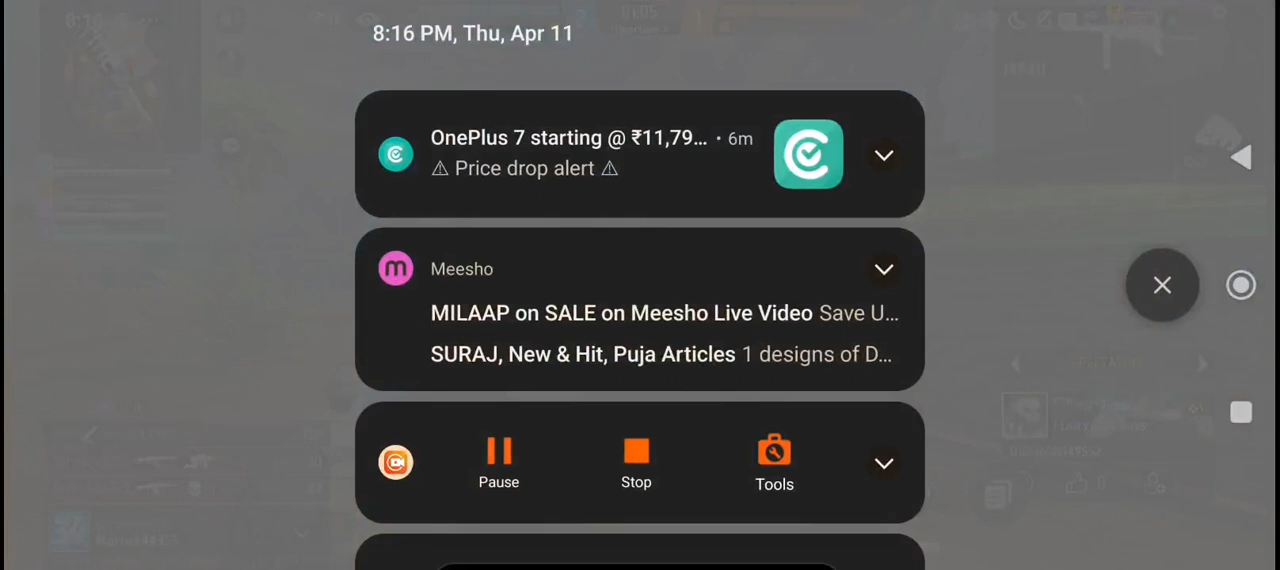 8:16 PM, Thu, Apr 11
OnePlus 7 starting @ ₹11,79... • 6m
⚠ Price drop alert ⚠
Meesho
MILAAP on SALE on Meesho Live Video Save U...
SURAJ, New & Hit, Puja Articles 1 designs of D...
Pause
Stop
Tools